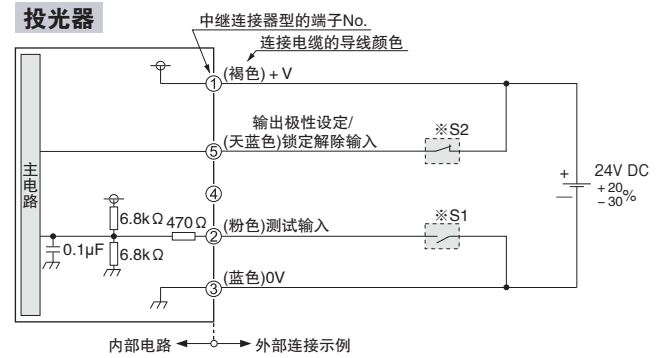 投光器
中继连接器型的端子No.
连接电缆的导线颜色
(褐色)+V
①
输出极性设定/
(天蓝色)锁定解除输入
⑤
※S2
④
主电路
6.8kΩ
470Ω
②
(粉色)测试输入
※S1
0.1μF
6.8kΩ
③
(蓝色)0V
+
24V DC
+20
−30%
—
内部电路
外部连接示例